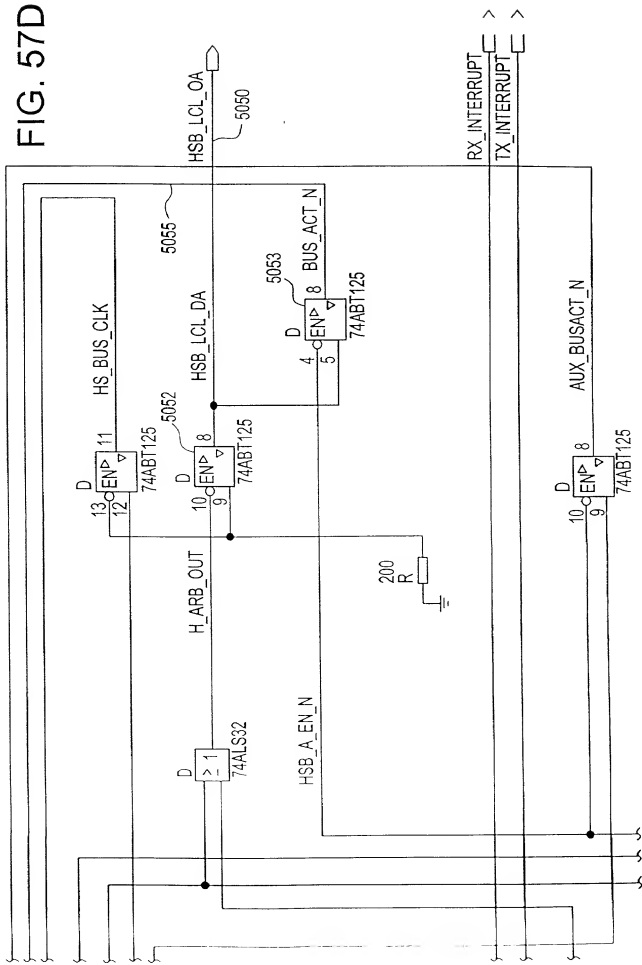 FIG. 57D
HSB_LCL_OA
5050
RX_INTERRUPT
TX_INTERRUPT
5055
HS_BUS_CLK
HSB_LCL_DA
5053
BUS_ACT_N
AUX_BUSACT_N
D
EN
13
12
11
74ABT125
5052
D
EN
10
9
8
74ABT125
D
EN
4
5
8
74ABT125
D
EN
10
9
8
74ABT125
H_ARB_OUT
200
R
HSB_A_EN_N
D
≥ 1
74ALS32